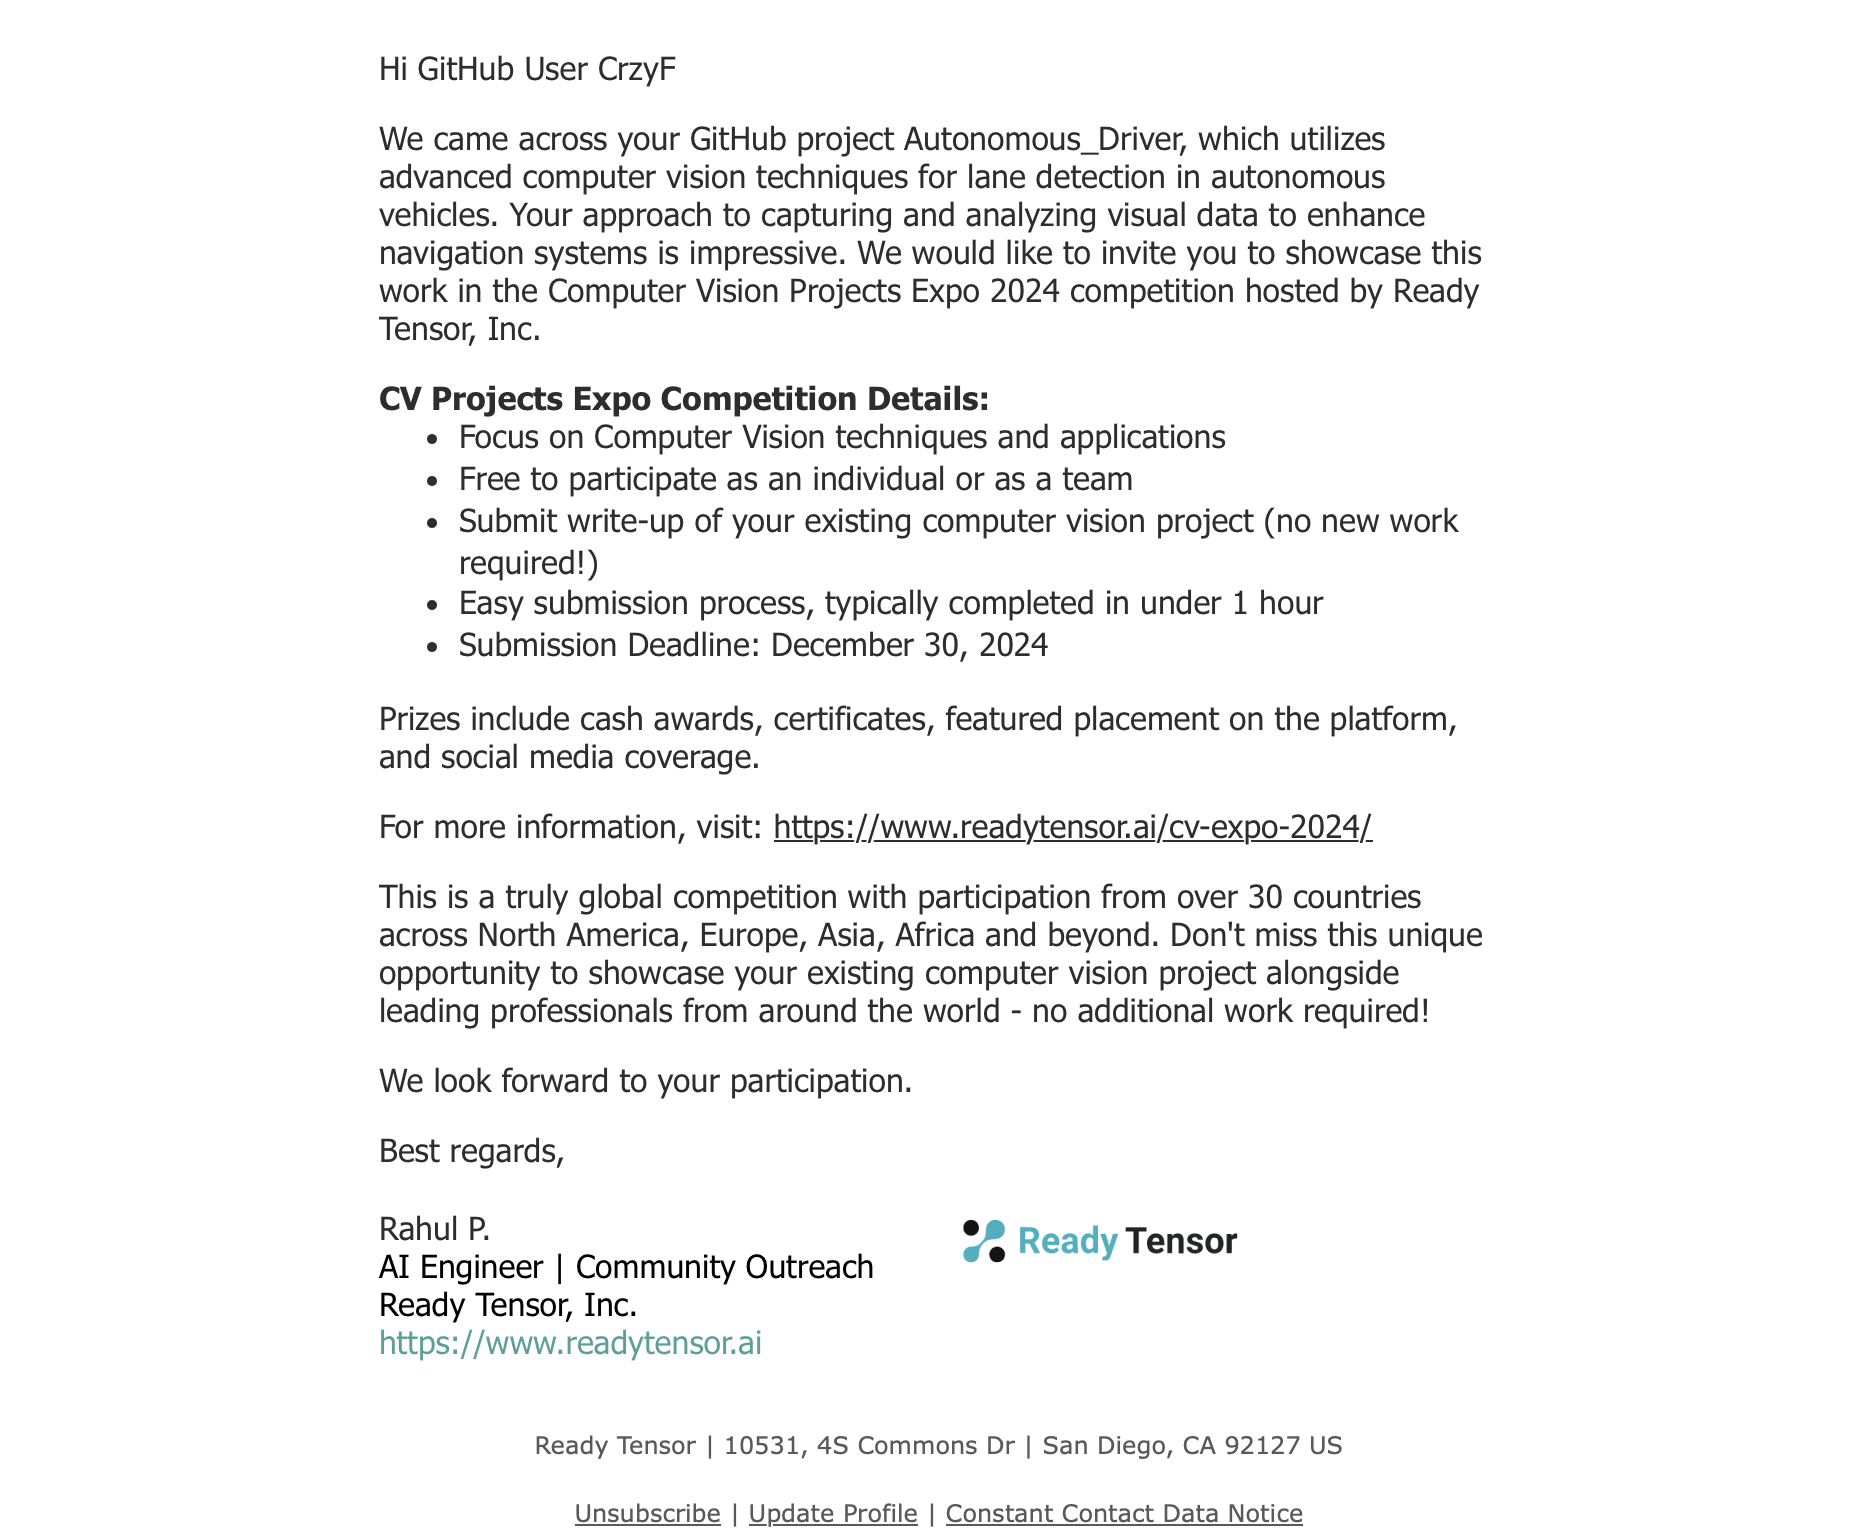 Hi GitHub User CrzyF
We came across your GitHub project Autonomous_Driver, which utilizes
advanced computer vision techniques for lane detection in autonomous
vehicles. Your approach to capturing and analyzing visual data to enhance
navigation systems is impressive. We would like to invite you to showcase this
work in the Computer Vision Projects Expo 2024 competition hosted by Ready
Tensor, Inc.
CV Projects Expo Competition Details:
• Focus on Computer Vision techniques and applications
• Free to participate as an individual or as a team
• Submit write-up of your existing computer vision project (no new work
required!)
• Easy submission process, typically completed in under 1 hour
• Submission Deadline: December 30, 2024
Prizes include cash awards, certificates, featured placement on the platform,
and social media coverage.
For more information, visit: https://www.readytensor.ai/cv-expo-2024/
This is a truly global competition with participation from over 30 countries
across North America, Europe, Asia, Africa and beyond. Don't miss this unique
opportunity to showcase your existing computer vision project alongside
leading professionals from around the world - no additional work required!
We look forward to your participation.
Best regards,
Rahul P.
AI Engineer | Community Outreach
Ready Tensor, Inc.
https://www.readytensor.ai
Ready Tensor
Ready Tensor | 10531, 4S Commons Dr | San Diego, CA 92127 US
Unsubscribe | Update Profile | Constant Contact Data Notice